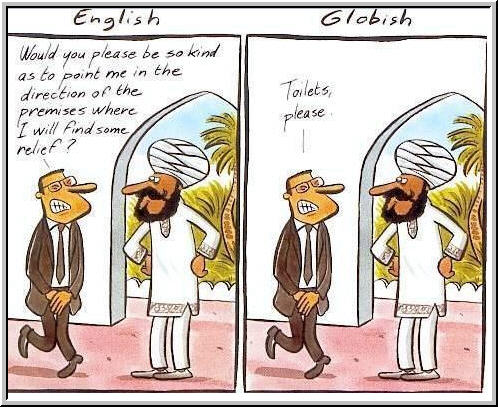 English
Would you please be so kind
as to point me in the
direction of the
premises where
I will find some
relief?
Globish
Toilets,
please.